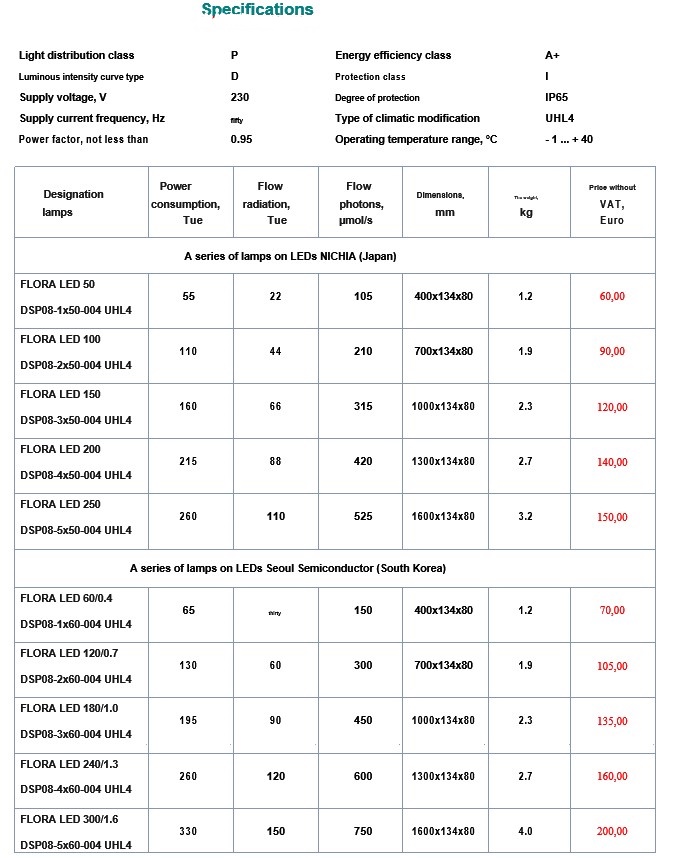 Specifications
Light distribution class P Energy efficiency class A+
Luminous intensity curve type D Protection class I
Supply voltage, V 230 Degree of protection IP65
Supply current frequency, Hz fifty Type of climatic modification UHL4
Power factor, not less than 0.95 Operating temperature range, °C - 1 ... + 40
Designation lamps Power consumption, Tue Flow radiation, Tue Flow photons, µmol/s Dimensions, mm The weight, kg Price without VAT, Euro
A series of lamps on LEDs NICHIA (Japan)
FLORA LED 50
DSP08-1x50-004 UHL4 55 22 105 400x134x80 1.2 60,00
FLORA LED 100
DSP08-2x50-004 UHL4 110 44 210 700x134x80 1.9 90,00
FLORA LED 150
DSP08-3x50-004 UHL4 160 66 315 1000x134x80 2.3 120,00
FLORA LED 200
DSP08-4x50-004 UHL4 215 88 420 1300x134x80 2.7 140,00
FLORA LED 250
DSP08-5x50-004 UHL4 260 110 525 1600x134x80 3.2 150,00
A series of lamps on LEDs Seoul Semiconductor (South Korea)
FLORA LED 60/0.4
DSP08-1x60-004 UHL4 65 thirty 150 400x134x80 1.2 70,00
FLORA LED 120/0.7
DSP08-2x60-004 UHL4 130 60 300 700x134x80 1.9 105,00
FLORA LED 180/1.0
DSP08-3x60-004 UHL4 195 90 450 1000x134x80 2.3 135,00
FLORA LED 240/1.3
DSP08-4x60-004 UHL4 260 120 600 1300x134x80 2.7 160,00
FLORA LED 300/1.6
DSP08-5x60-004 UHL4 330 150 750 1600x134x80 4.0 200,00